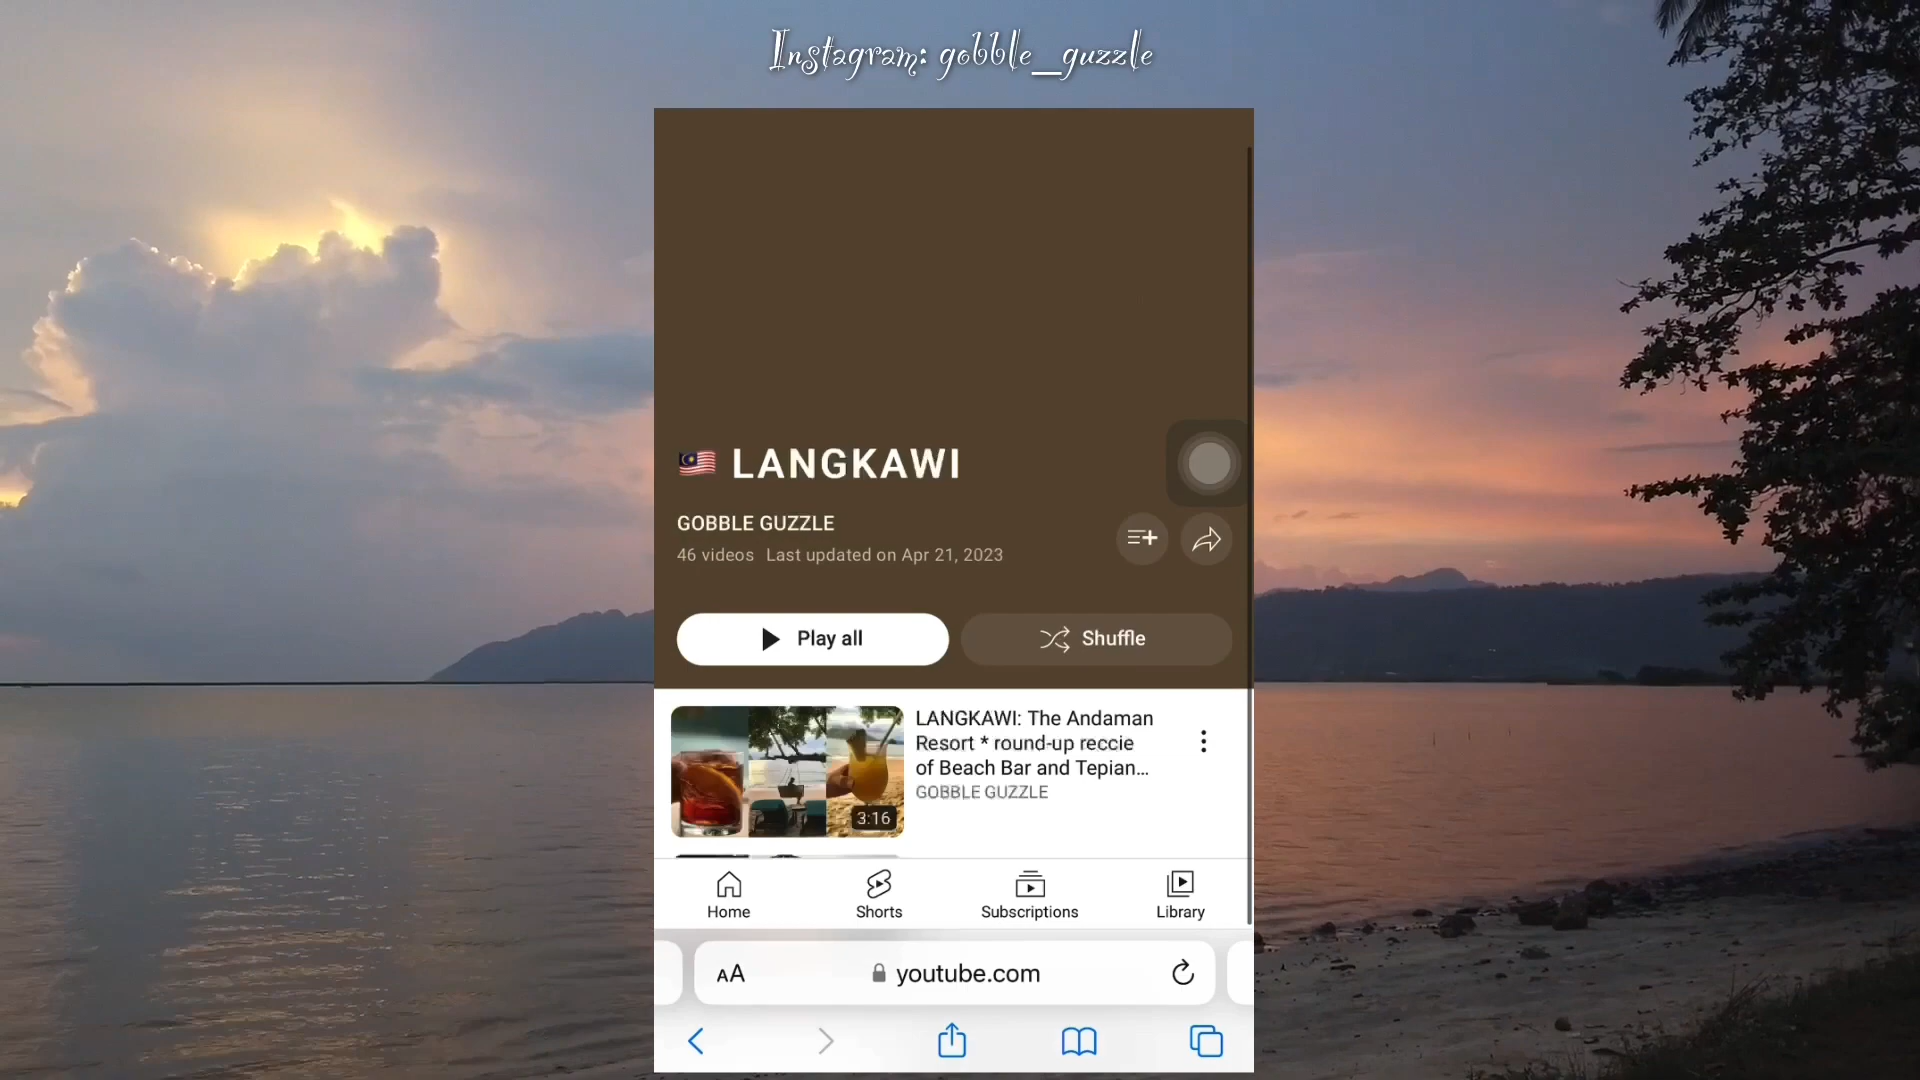 Instagram: gobble_guzzle
🇲🇾 LANGKAWI
GOBBLE GUZZLE
46 videos Last updated on Apr 21, 2023
Play all
Shuffle
LANGKAWI: The Andaman
Resort * round-up reccie
of Beach Bar and Tepian...
GOBBLE GUZZLE
3:16
Home
Shorts
Subscriptions
Library
AA
youtube.com